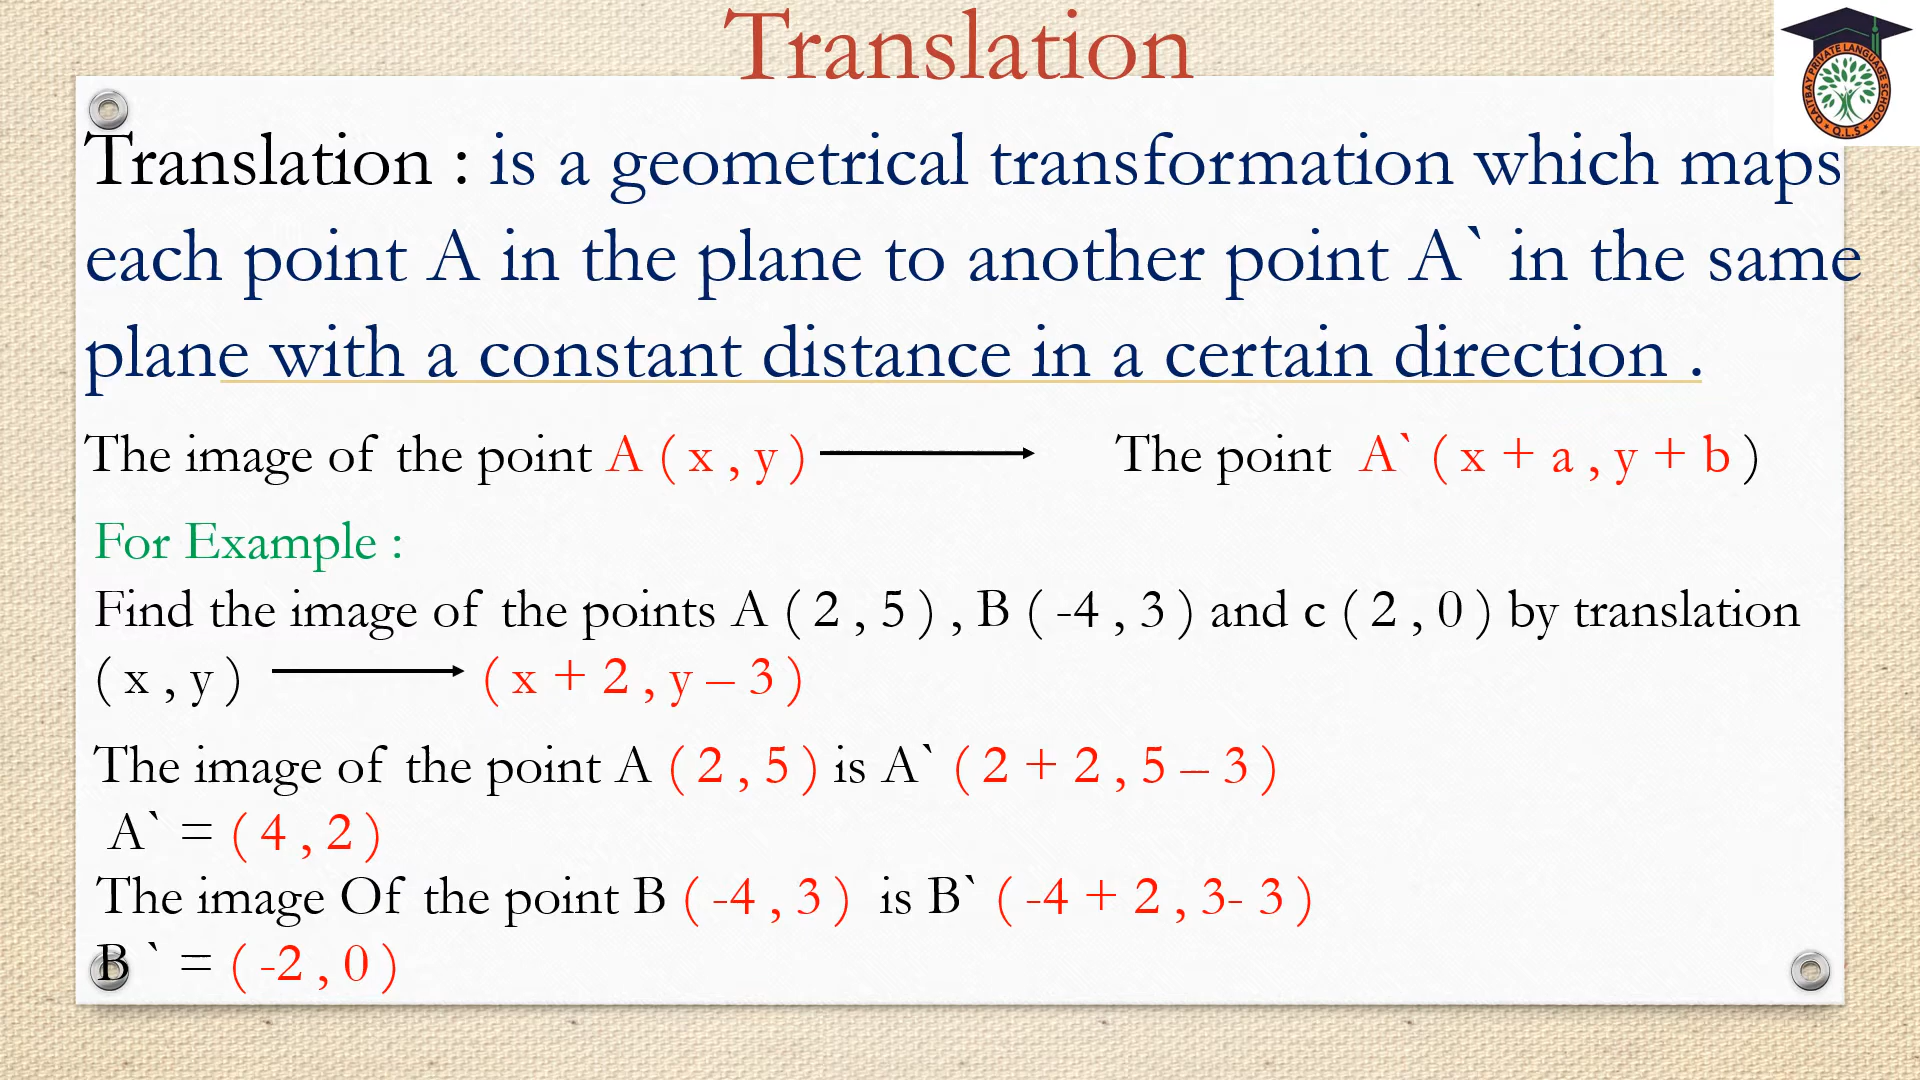 Translation
QAITBAY PRIVATE LANGUAGE SCHOOL
• Q.L.S •
Translation : is a geometrical transformation which maps
each point A in the plane to another point A` in the same
plane with a constant distance in a certain direction .
The image of the point A ( x , y ) The point A` ( x + a , y + b )
For Example :
Find the image of the points A ( 2 , 5 ) , B ( -4 , 3 ) and c ( 2 , 0 ) by translation
( x , y ) ( x + 2 , y – 3 )
The image of the point A ( 2 , 5 ) is A` ( 2 + 2 , 5 – 3 )
A` = ( 4 , 2 )
The image Of the point B ( -4 , 3 ) is B` ( -4 + 2 , 3- 3 )
B ` = ( -2 , 0 )